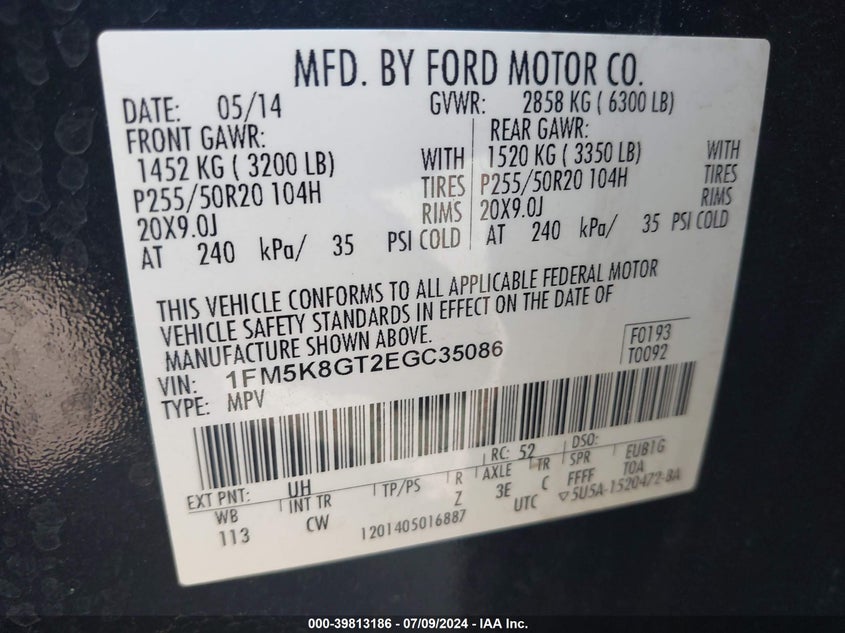 MFD. BY FORD MOTOR CO.
DATE: 05/14 GVWR: 2858 KG ( 6300 LB)
FRONT GAWR: REAR GAWR:
1452 KG ( 3200 LB) WITH 1520 KG ( 3350 LB) WITH
P255/50R20 104H TIRES P255/50R20 104H TIRES
20X9.0J RIMS 20X9.0J RIMS
AT 240 kPa/ 35 PSI COLD AT 240 kPa/ 35 PSI COLD
THIS VEHICLE CONFORMS TO ALL APPLICABLE FEDERAL MOTOR
VEHICLE SAFETY STANDARDS IN EFFECT ON THE DATE OF
MANUFACTURE SHOWN ABOVE.
VIN: 1FM5K8GT2EGC35086 F0193
TYPE: MPV T0092
EXT PNT: UH RC: 52 DSO:
WB INT TR TP/PS R AXLE TR SPR EUB1G
113 CW Z 3E C FFFF TOA
1201405016887 UTC ▽5U5A-1520472-BA
000-39813186 - 07/09/2024 - IAA Inc.